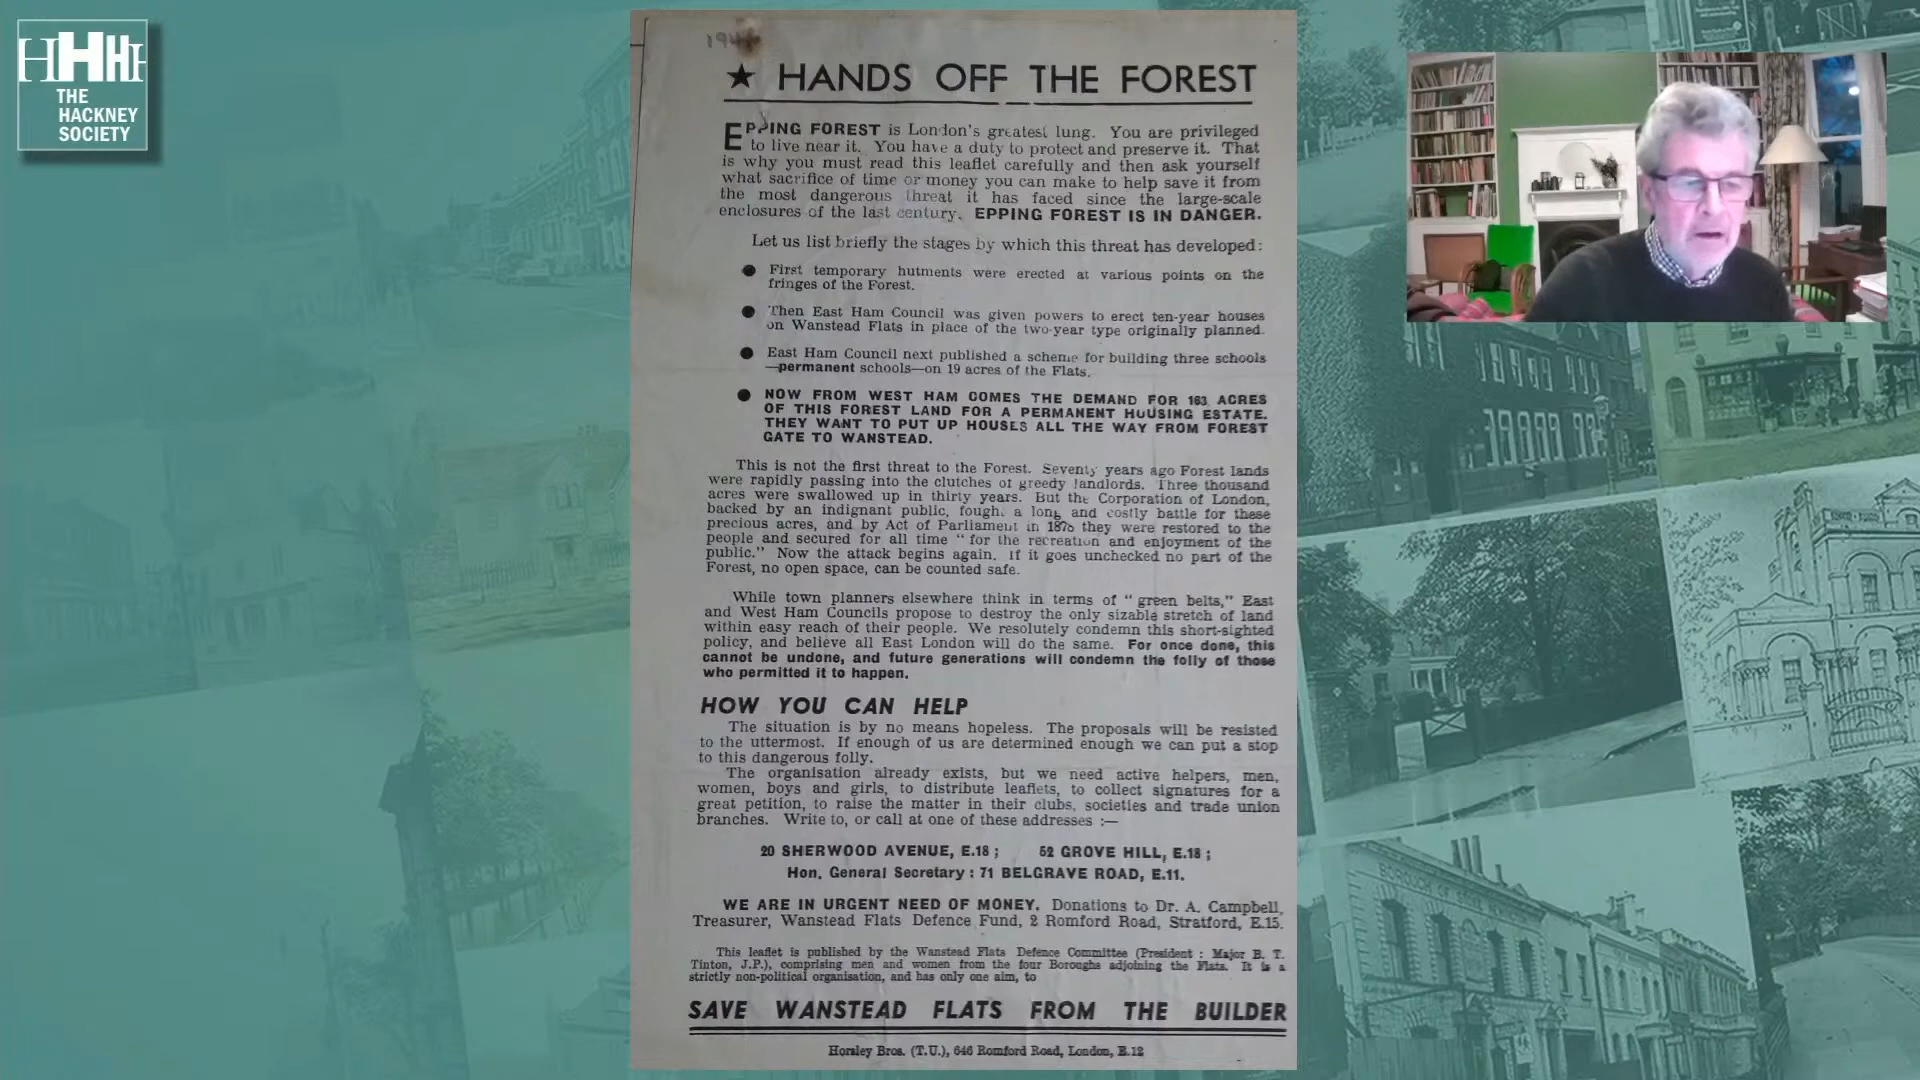 HHHH
THE
HACKNEY
SOCIETY
★ HANDS OFF THE FOREST
EPPING FOREST is London's greatest lung. You are privileged
to live near it. You have a duty to protect and preserve it. That
is why you must read this leaflet carefully and then ask yourself
what sacrifice of time or money you can make to help save it from
the most dangerous threat it has faced since the large-scale
enclosures of the last century. EPPING FOREST IS IN DANGER.
Let us list briefly the stages by which this threat has developed:
● First temporary hutments were erected at various points on the
fringes of the Forest.
● Then East Ham Council was given powers to erect ten-year houses
on Wanstead Flats in place of the two-year type originally planned.
● East Ham Council next published a scheme for building three schools
—permanent schools—on 19 acres of the Flats.
● NOW FROM WEST HAM COMES THE DEMAND FOR 163 ACRES
OF THIS FOREST LAND FOR A PERMANENT HOUSING ESTATE.
THEY WANT TO PUT UP HOUSES ALL THE WAY FROM FOREST
GATE TO WANSTEAD.
This is not the first threat to the Forest. Seventy years ago Forest lands
were rapidly passing into the clutches of greedy landlords. Three thousand
acres were swallowed up in thirty years. But the Corporation of London,
backed by an indignant public, fought a long and costly battle for these
precious acres, and by Act of Parliament in 1878 they were restored to the
people and secured for all time "for the recreation and enjoyment of the
public." Now the attack begins again. If it goes unchecked no part of the
Forest, no open space, can be counted safe.
While town planners elsewhere think in terms of "green belts," East
and West Ham Councils propose to destroy the only sizable stretch of land
within easy reach of their people. We resolutely condemn this short-sighted
policy, and believe all East London will do the same. For once done, this
cannot be undone, and future generations will condemn the folly of those
who permitted it to happen.
HOW YOU CAN HELP
The situation is by no means hopeless. The proposals will be resisted
to the uttermost. If enough of us are determined enough we can put a stop
to this dangerous folly.
The organisation already exists, but we need active helpers, men,
women, boys and girls, to distribute leaflets, to collect signatures for a
great petition, to raise the matter in their clubs, societies and trade union
branches. Write to, or call at one of these addresses :—
20 SHERWOOD AVENUE, E.18 ; 52 GROVE HILL, E.18 ;
Hon. General Secretary : 71 BELGRAVE ROAD, E.11.
WE ARE IN URGENT NEED OF MONEY. Donations to Dr. A. Campbell,
Treasurer, Wanstead Flats Defence Fund, 2 Romford Road, Stratford, E.15.
This leaflet is published by the Wanstead Flats Defence Committee (President : Major B. T.
Tinton, J.P.), comprising men and women from the four Boroughs adjoining the Flats. It is a
strictly non-political organisation, and has only one aim, to
SAVE WANSTEAD FLATS FROM THE BUILDER
Horsley Bros. (T.U.), 646 Romford Road, London, E.12